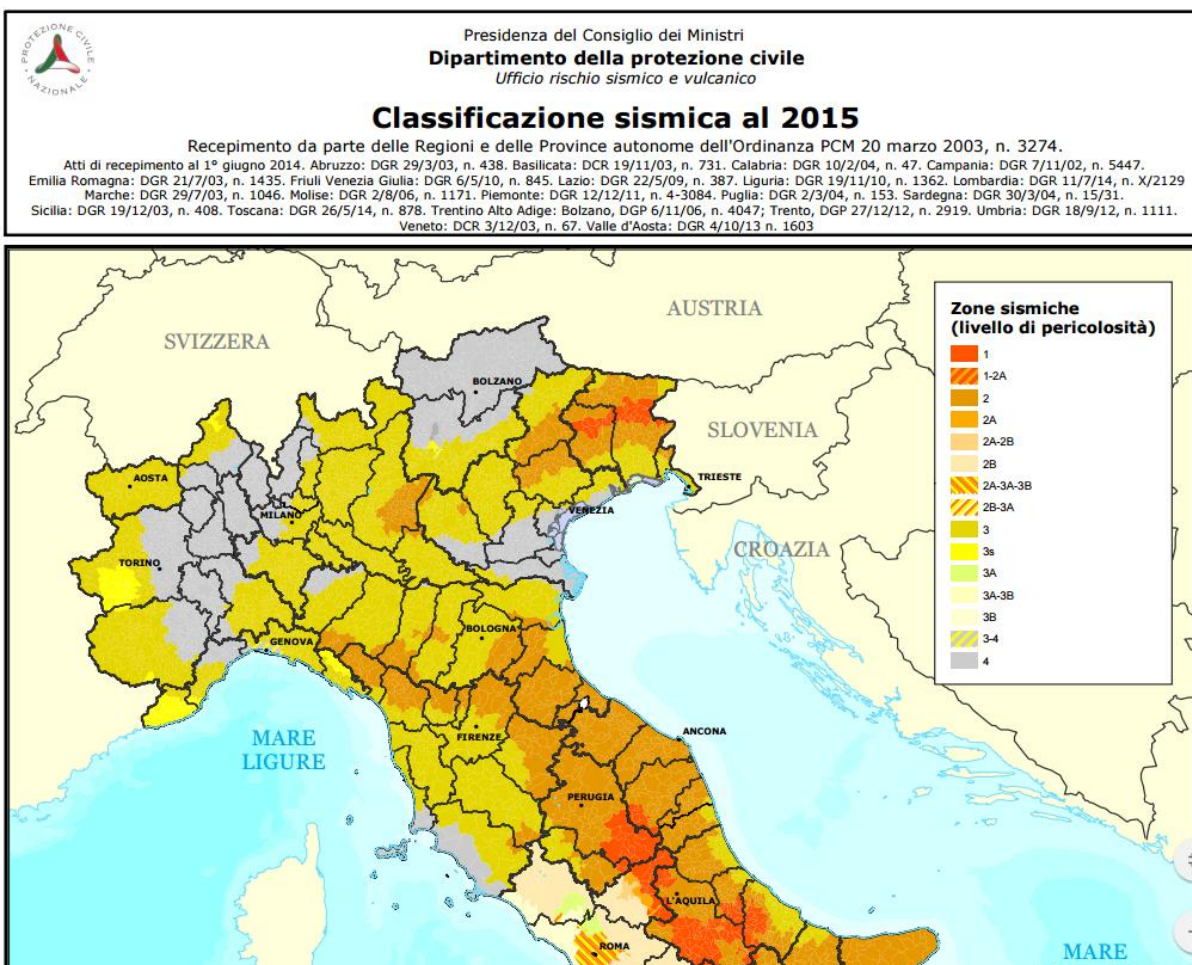 PROTEZIONE CIVILE
NAZIONALE
Presidenza del Consiglio dei Ministri
Dipartimento della protezione civile
Ufficio rischio sismico e vulcanico
Classificazione sismica al 2015
Recepimento da parte delle Regioni e delle Province autonome dell'Ordinanza PCM 20 marzo 2003, n. 3274.
Atti di recepimento al 1° giugno 2014. Abruzzo: DGR 29/3/03, n. 438. Basilicata: DCR 19/11/03, n. 731. Calabria: DGR 10/2/04, n. 47. Campania: DGR 7/11/02, n. 5447.
Emilia Romagna: DGR 21/7/03, n. 1435. Friuli Venezia Giulia: DGR 6/5/10, n. 845. Lazio: DGR 22/5/09, n. 387. Liguria: DGR 19/11/10, n. 1362. Lombardia: DGR 11/7/14, n. X/2129
Marche: DGR 29/7/03, n. 1046. Molise: DGR 2/8/06, n. 1171. Piemonte: DGR 12/12/11, n. 4-3084. Puglia: DGR 2/3/04, n. 153. Sardegna: DGR 30/3/04, n. 15/31.
Sicilia: DGR 19/12/03, n. 408. Toscana: DGR 26/5/14, n. 878. Trentino Alto Adige: Bolzano, DGP 6/11/06, n. 4047; Trento, DGP 27/12/12, n. 2919. Umbria: DGR 18/9/12, n. 1111.
Veneto: DCR 3/12/03, n. 67. Valle d'Aosta: DGR 4/10/13 n. 1603
Zone sismiche
(livello di pericolosità)
1
1-2A
2
2A
2A-2B
2B
2A-3A-3B
2B-3A
3
3s
3A
3A-3B
3B
3-4
4
AUSTRIA
SVIZZERA
BOLZANO
SLOVENIA
AOSTA
TRIESTE
MILANO
VENEZIA
CROAZIA
TORINO
BOLOGNA
GENOVA
ANCONA
FIRENZE
MARE
LIGURE
PERUGIA
L'AQUILA
ROMA
MARE